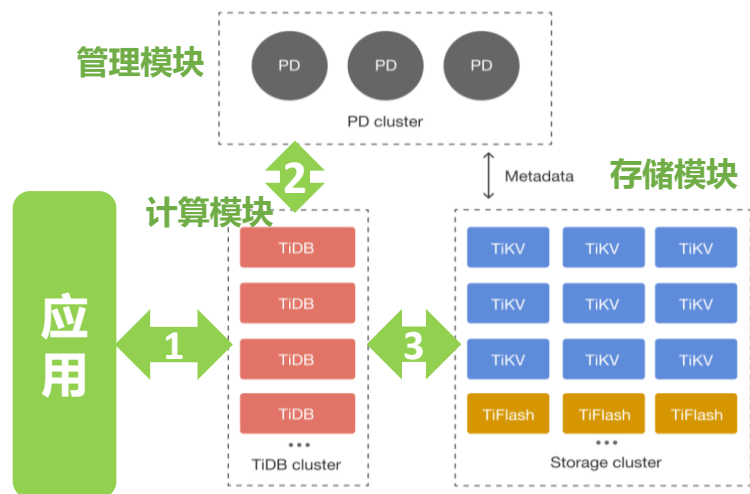 管理模块
PD PD PD
PD cluster
2
Metadata
存储模块
计算模块
应用
1
TiDB
TiDB
TiDB
TiDB
...
TiDB cluster
3
TiKV TiKV TiKV
TiKV TiKV TiKV
TiKV TiKV TiKV
TiFlash TiFlash TiFlash
...
Storage cluster